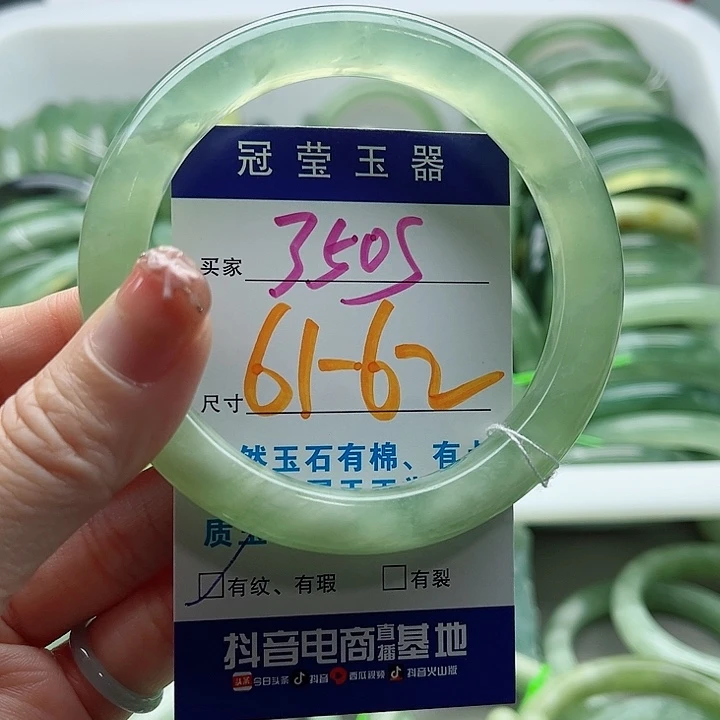 冠莹玉器
买家 3505
尺寸 61-62
然玉石有棉、有
质
有纹、有瑕 有裂
抖音电商直播基地
今日头条 抖音 西瓜视频 抖音火山版